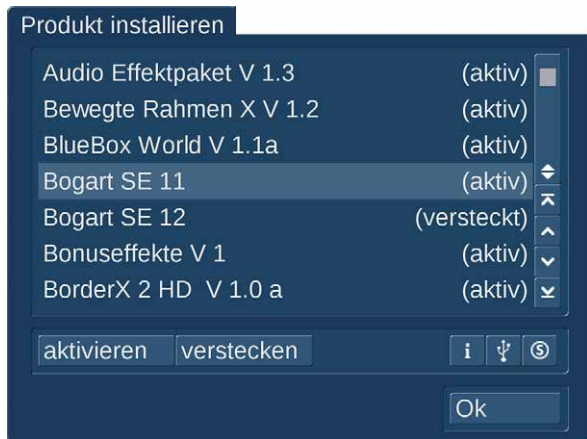 Produkt installieren
Audio Effektpaket V 1.3 (aktiv)
Bewegte Rahmen X V 1.2 (aktiv)
BlueBox World V 1.1a (aktiv)
Bogart SE 11 (aktiv)
Bogart SE 12 (versteckt)
Bonuseffekte V 1 (aktiv)
BorderX 2 HD V 1.0 a (aktiv)
aktivieren verstecken i Ⓢ
Ok